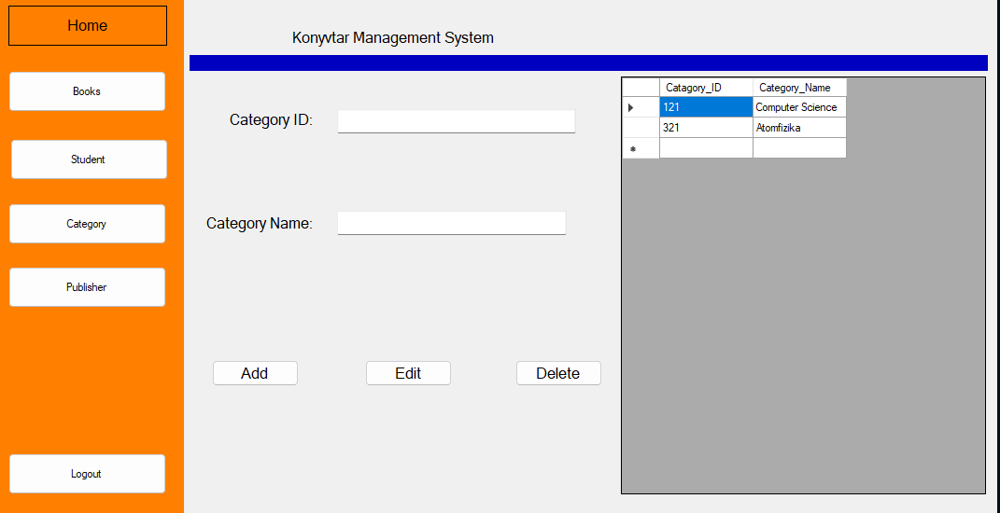 Home
Konyvtar Management System
Books
Student
Category
Publisher
Logout
Category ID:
Category Name:
Add Edit Delete
Catagory_ID Category_Name
121 Computer Science
321 Atomfizika